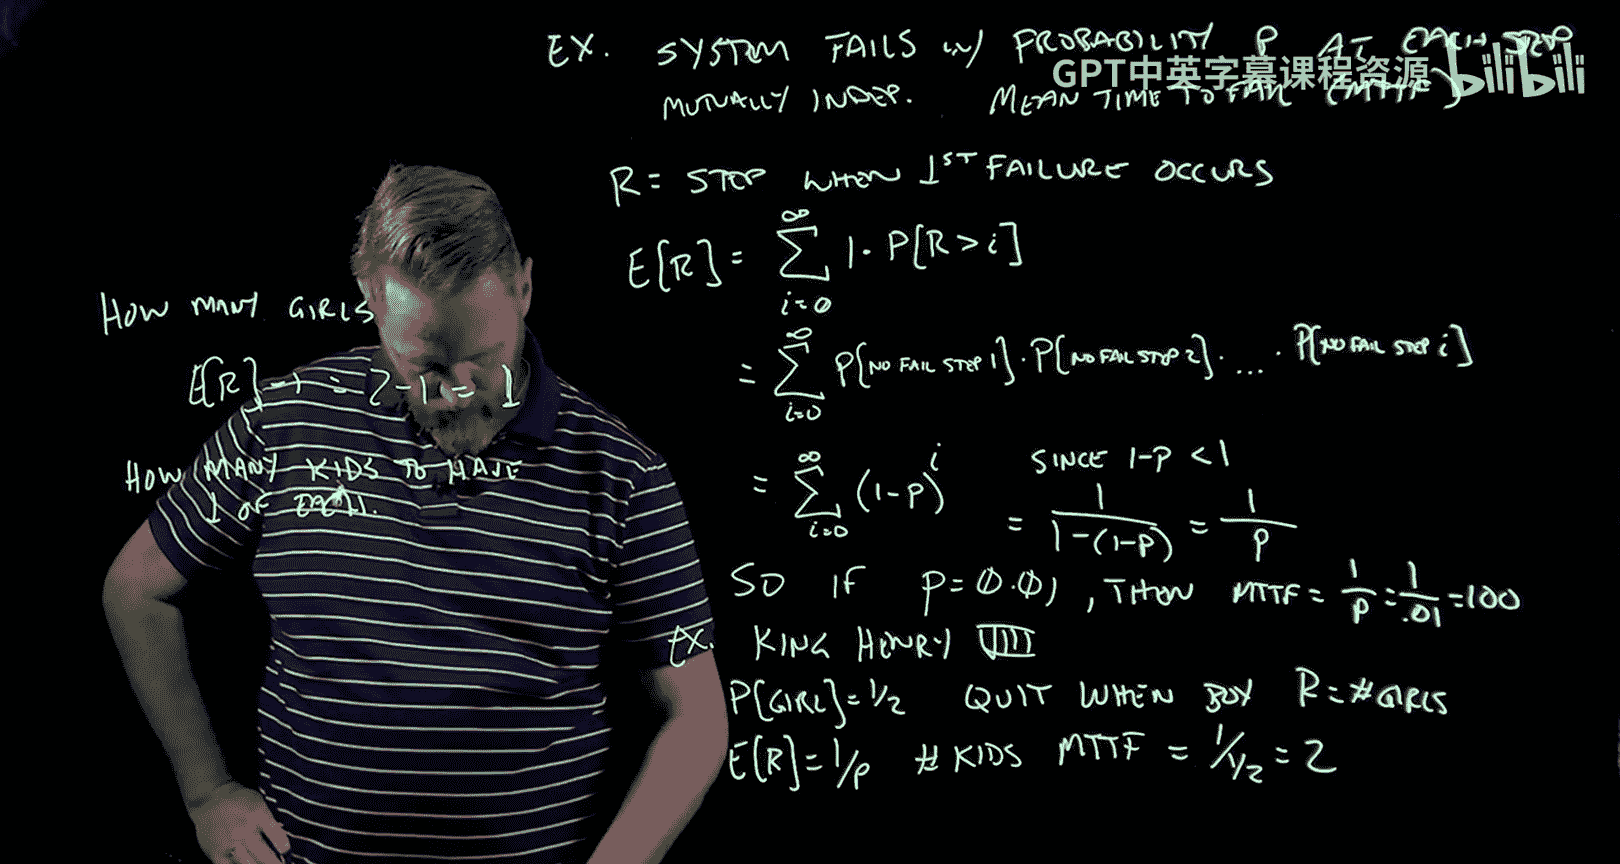 EX. SYSTEM FAILS W/ PROBABILITY P AT EACH STEP
GPT中英字幕课程资源 bilibili
MUTUALLY INDEP. MEAN TIME TO FAIL (MTTF)
R = STEP WHEN 1ST FAILURE OCCURS
E[R] = ∞ ∑ i=0 1· P[R > i]
= ∞ ∑ i=0 P[NO FAIL STEP 1] · P[NO FAIL STEP 2] · ... · P[NO FAIL STEP i]
= ∞ ∑ i=0 (1-P)^i SINCE 1-P < 1
= 1/(1-(1-P)) = 1/P
SO IF P = 0.01, THEN MTTF = 1/P = 1/.01 = 100
EX. KING HENRY VIII
P[GIRL] = 1/2 QUIT WHEN BOY R = # GIRLS
E[R] = 1/P # KIDS MTTF = 1/1/2 = 2
HOW MANY GIRLS
E[R] - 1 = 2 - 1 = 1
HOW MANY KIDS TO HAVE
1 OF EACH.